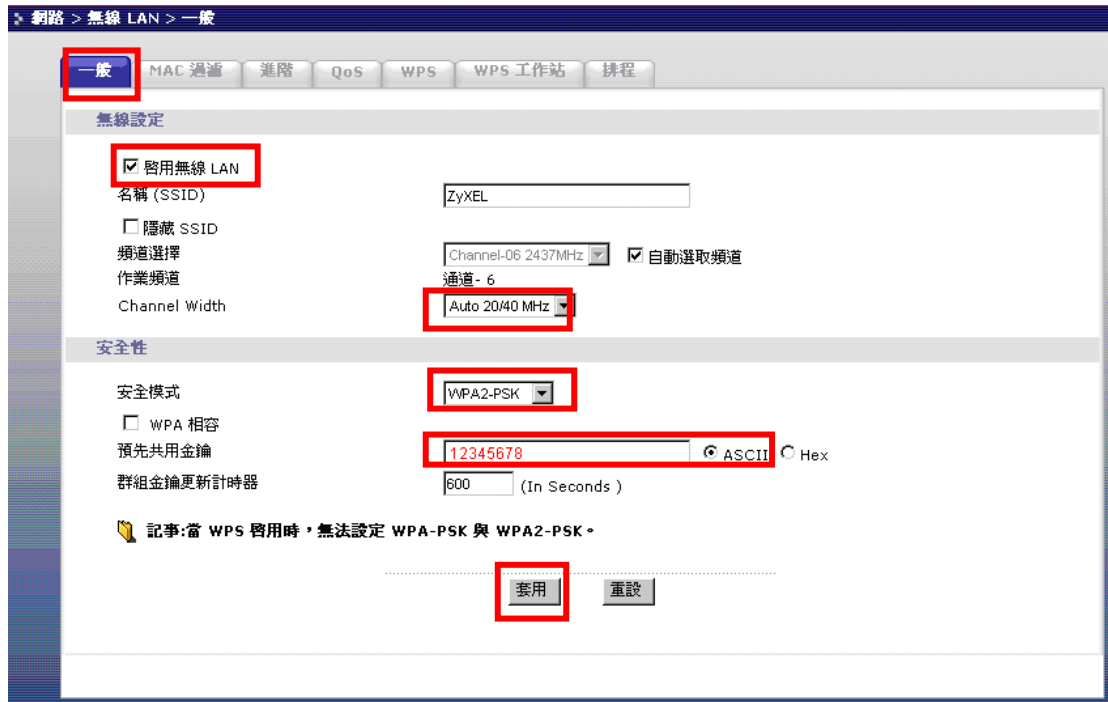 網路 > 無線 LAN > 一般
一般 MAC 過濾 進階 QoS WPS WPS 工作站 排程
無線設定
啟用無線 LAN
名稱 (SSID) ZyXEL
隱藏 SSID
頻道選擇 Channel-06 2437MHz 自動選取頻道
作業頻道 通道- 6
Channel Width Auto 20/40 MHz
安全性
安全模式 WPA2-PSK
WPA 相容
預先共用金鑰 12345678 ASCII Hex
群組金鑰更新計時器 600 (In Seconds )
記事:當 WPS 啟用時，無法設定 WPA-PSK 與 WPA2-PSK。
套用 重設